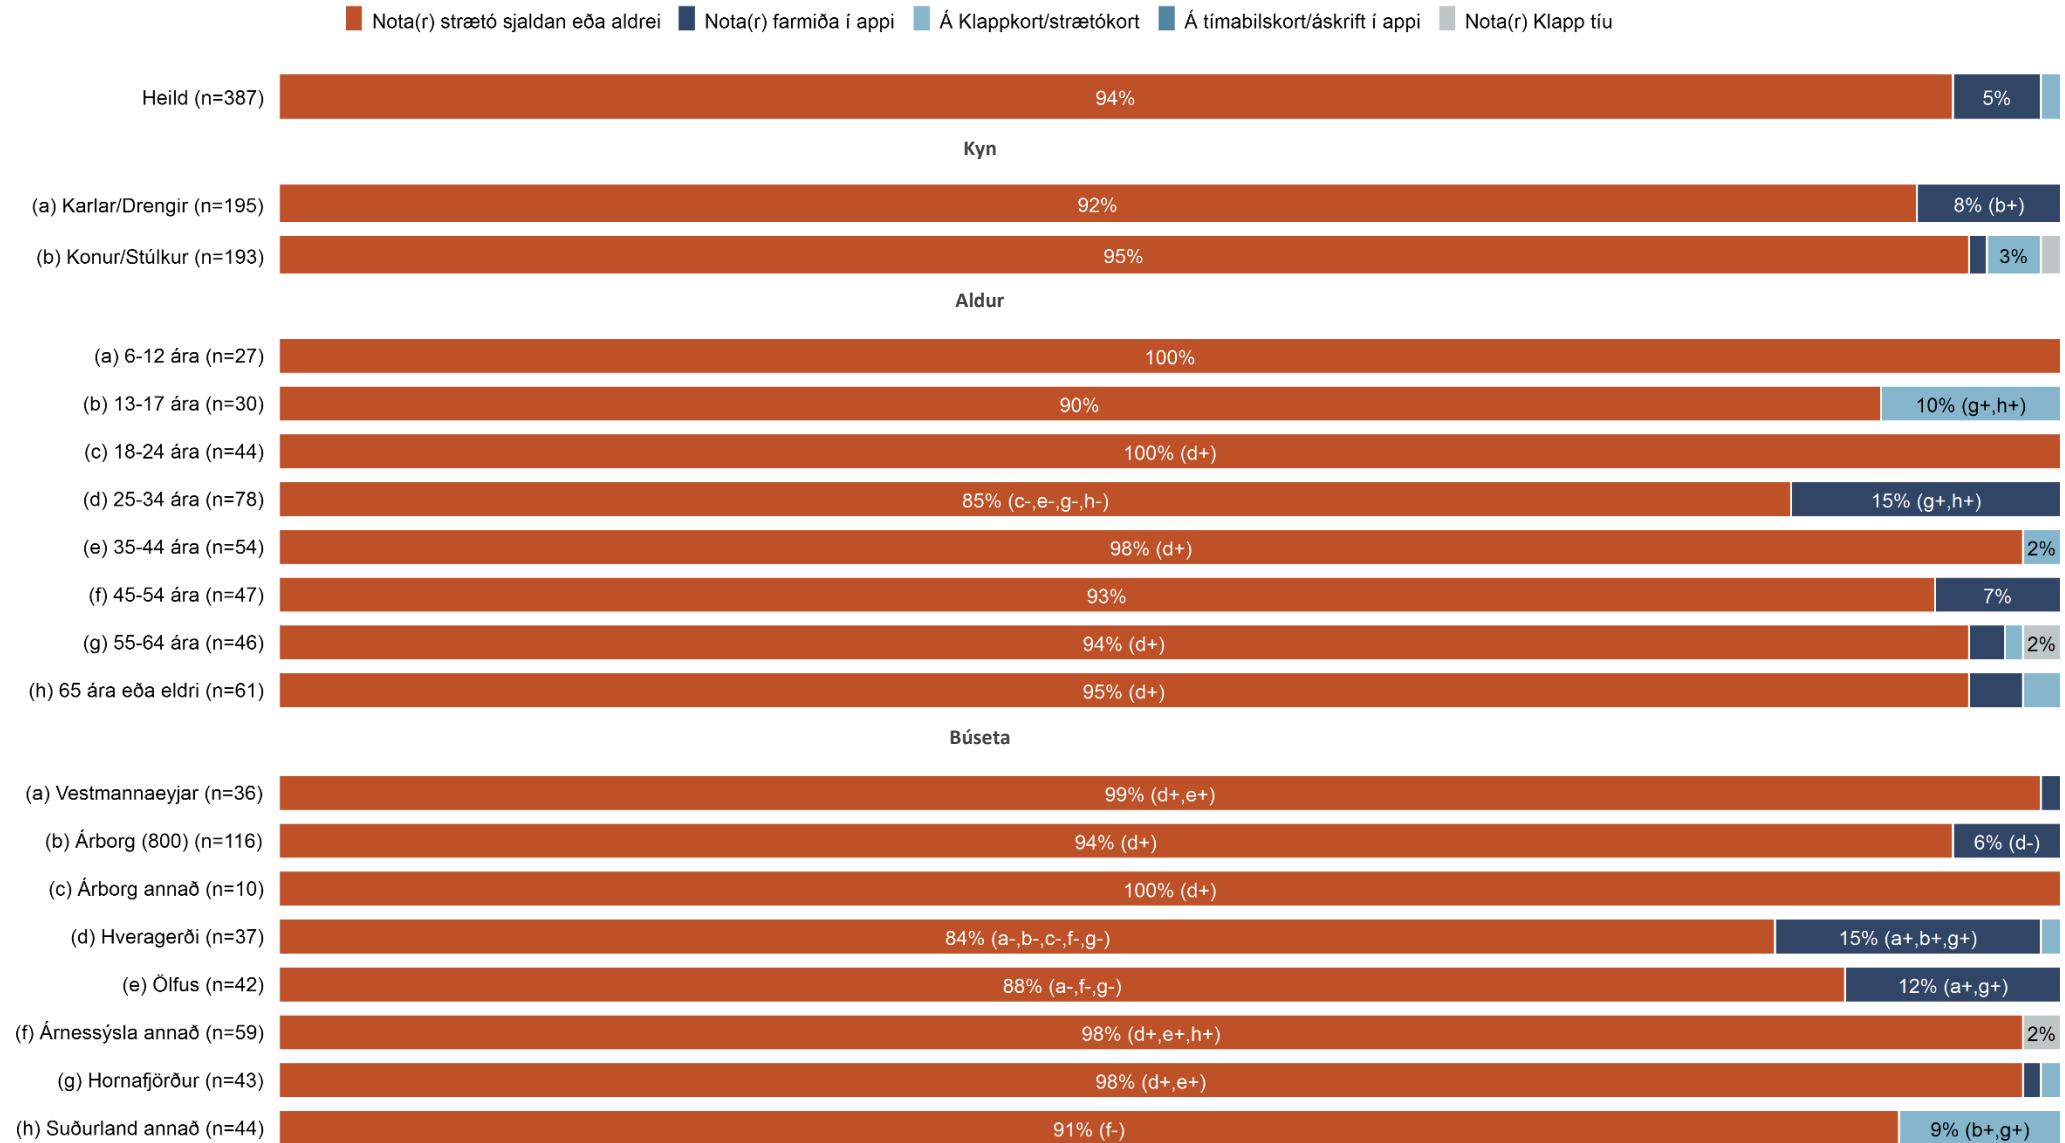 Nota(r) strætó sjaldan eða aldrei Nota(r) farmiða í appi Á Klappkort/strætókort Á tímabilskort/áskrift í appi Nota(r) Klapp tíu
Heild (n=387) 94% 5%
Kyn
(a) Karlar/Drengir (n=195) 92% 8% (b+)
(b) Konur/Stúlkur (n=193) 95% 3%
Aldur
(a) 6-12 ára (n=27) 100%
(b) 13-17 ára (n=30) 90% 10% (g+,h+)
(c) 18-24 ára (n=44) 100% (d+)
(d) 25-34 ára (n=78) 85% (c-,e-,g-,h-) 15% (g+,h+)
(e) 35-44 ára (n=54) 98% (d+) 2%
(f) 45-54 ára (n=47) 93% 7%
(g) 55-64 ára (n=46) 94% (d+) 2%
(h) 65 ára eða eldri (n=61) 95% (d+)
Búseta
(a) Vestmannaeyjar (n=36) 99% (d+,e+)
(b) Árborg (800) (n=116) 94% (d+) 6% (d-)
(c) Árborg annað (n=10) 100% (d+)
(d) Hveragerði (n=37) 84% (a-,b-,c-,f-,g-) 15% (a+,b+,g+)
(e) Ölfus (n=42) 88% (a-,f-,g-) 12% (a+,g+)
(f) Árnessýsla annað (n=59) 98% (d+,e+,h+) 2%
(g) Hornafjörður (n=43) 98% (d+,e+)
(h) Suðurland annað (n=44) 91% (f-) 9% (b+,g+)